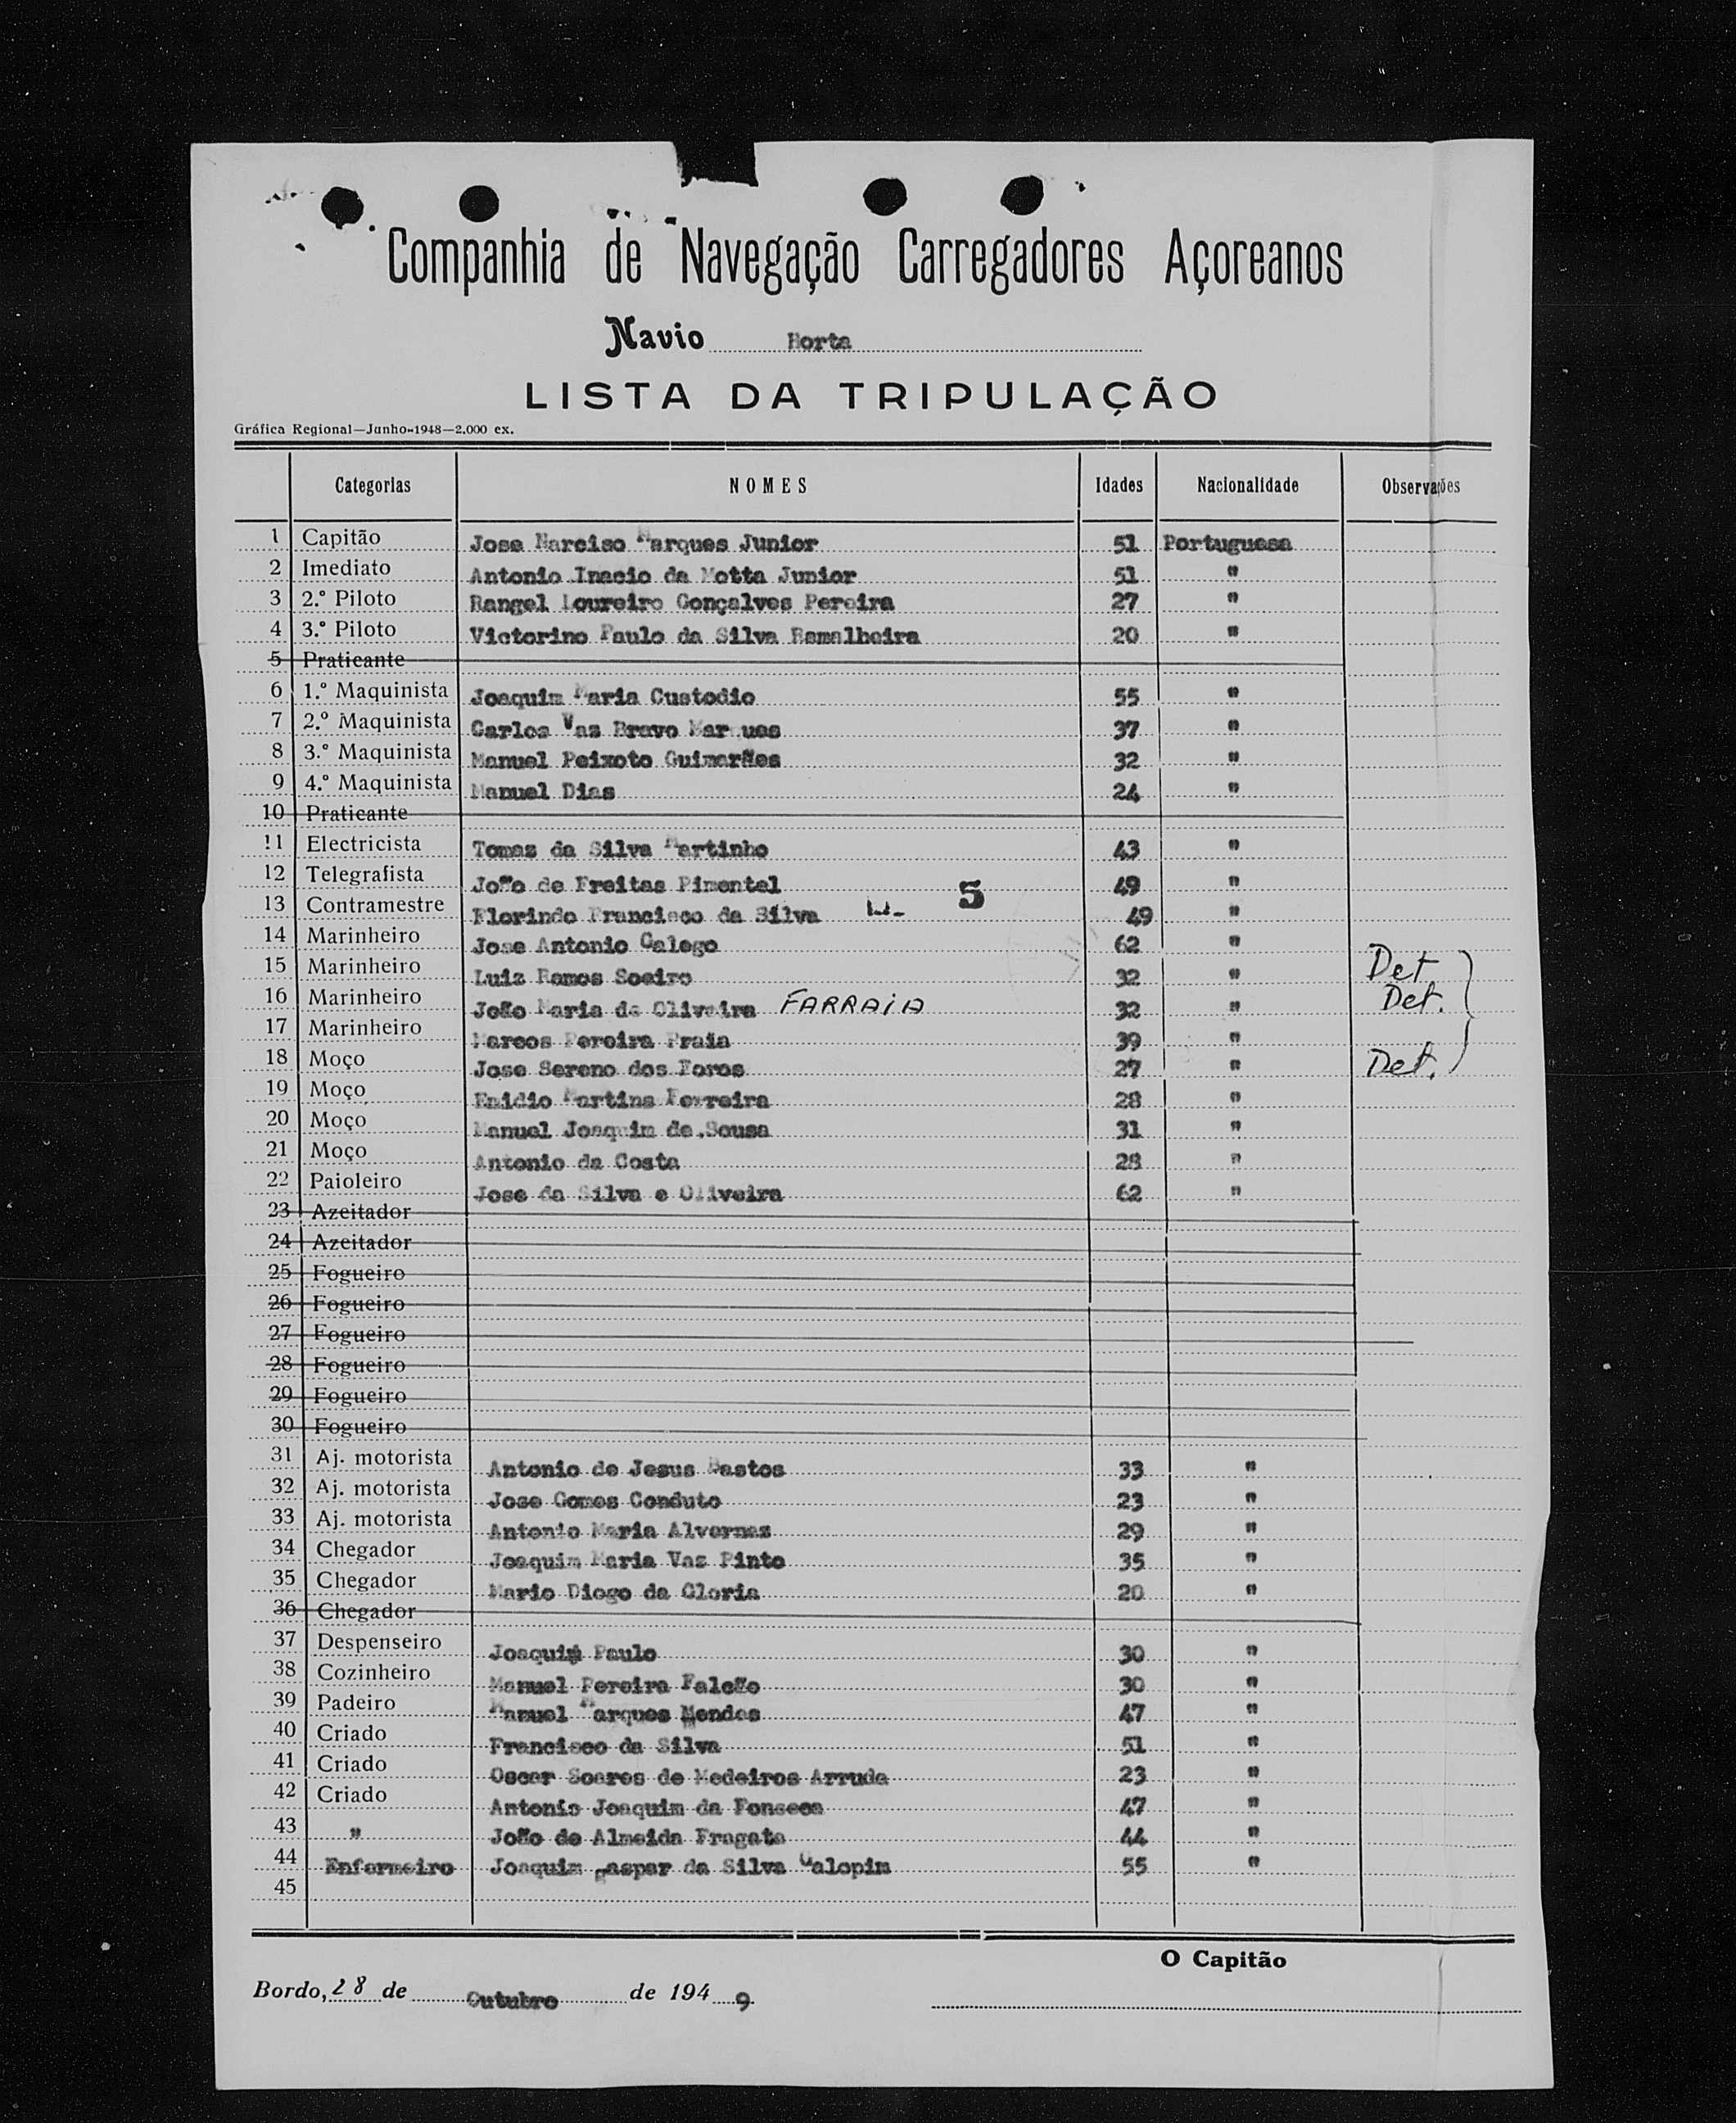 Companhia de Navegação Carregadores Açoreanos
Navio Horta
LISTA DA TRIPULAÇÃO
Gráfica Regional—Junho-1948—2.000 ex.
Categorias NOMES Idades Nacionalidade Observações
1 Capitão Jose Narciso Marques Junior 51 Portuguesa
2 Imediato Antonio Inacio da Motta Junior 51 "
3 2.º Piloto Rangel Loureiro Gonçalves Pereira 27 "
4 3.º Piloto Victorino Paulo da Silva Ramalheira 20 "
5 Praticante
6 1.º Maquinista Joaquim Maria Custodio 55 "
7 2.º Maquinista Carlos Vaz Bravo Marques 37 "
8 3.º Maquinista Manuel Peixoto Guimarães 32 "
9 4.º Maquinista Manuel Dias 24 "
10 Praticante
11 Electricista Tomaz da Silva Martinho 43 "
12 Telegrafista João de Freitas Pimentel 49 "
13 Contramestre Florindo Francisco da Silva 5 49 "
14 Marinheiro Jose Antonio Calego 62 "
15 Marinheiro Luiz Ramos Soeiro 32 " Det
16 Marinheiro João Maria de Oliveira FARRAIA 32 " Det.
17 Marinheiro Marcos Pereira Praia 39 "
18 Moço Jose Sereno dos Foros 27 " Det.
19 Moço Emidio Martins Ferreira 28 "
20 Moço Manuel Joaquim de Sousa 31 "
21 Moço Antonio da Costa 28 "
22 Paioleiro Jose da Silva e Oliveira 62 "
23 Azeitador
24 Azeitador
25 Fogueiro
26 Fogueiro
27 Fogueiro
28 Fogueiro
29 Fogueiro
30 Fogueiro
31 Aj. motorista Antonio de Jesus Bastos 33 "
32 Aj. motorista Jose Gomes Conduto 23 "
33 Aj. motorista Antonio Maria Alvernaz 29 "
34 Chegador Joaquim Maria Vaz Pinto 35 "
35 Chegador Mario Diogo da Gloria 20 "
36 Chegador
37 Despenseiro Joaquim Paulo 30 "
38 Cozinheiro Manuel Pereira Falcão 30 "
39 Padeiro Manuel Marques Mendes 47 "
40 Criado Francisco da Silva 51 "
41 Criado Oscar Soares de Medeiros Arruda 23 "
42 Criado Antonio Joaquim da Fonseca 47 "
43 " João de Almeida Fragata 44 "
44 Enfermeiro Joaquim gaspar da Silva Galopim 55 "
45
O Capitão
Bordo, 28 de Outubro de 1949